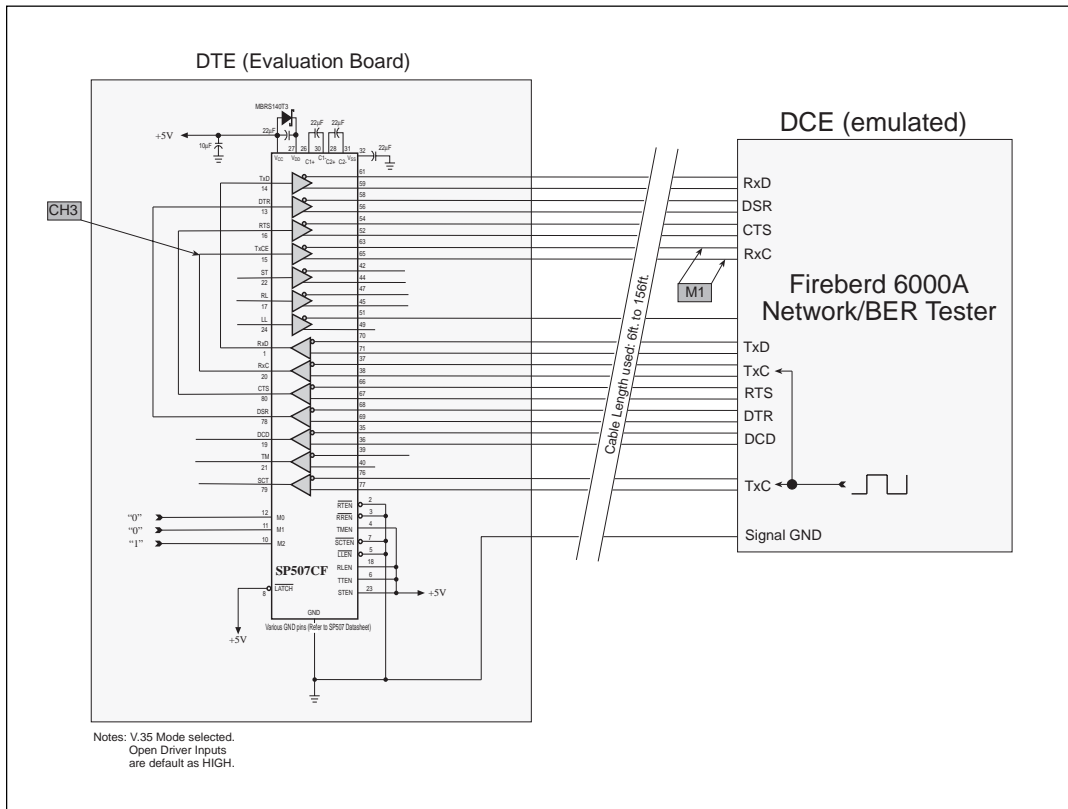 DTE (Evaluation Board)
DCE (emulated)
MBRS140T3
+5V
10µF
22µF
22µF
22µF
22µF
27
26
30
28
31
32
VCC
VDD
C1+
C1-
C2+
C2-
VSS
CH3
TxD
14
61
59
DTR
13
58
56
RTS
16
54
52
TxCE
15
63
65
ST
22
42
44
RL
17
47
45
LL
24
51
49
RxD
1
70
71
RxC
20
37
38
CTS
80
66
67
DSR
78
68
69
DCD
19
35
36
TM
21
39
40
SCT
79
76
77
"0"
12
M0
"0"
11
M1
"1"
10
M2
RTEN
2
RREN
3
TMEN
4
SCTEN
7
LLEN
5
RLEN
18
TTEN
6
STEN
23
+5V
SP507CF
LATCH
8
+5V
GND
Various GND pins (Refer to SP507 Datasheet)
Cable Length used: 6ft. to 156ft.
M1
RxD
DSR
CTS
RxC
Fireberd 6000A
Network/BER Tester
TxD
TxC
RTS
DTR
DCD
TxC
Signal GND
Notes: V.35 Mode selected.
Open Driver Inputs
are default as HIGH.